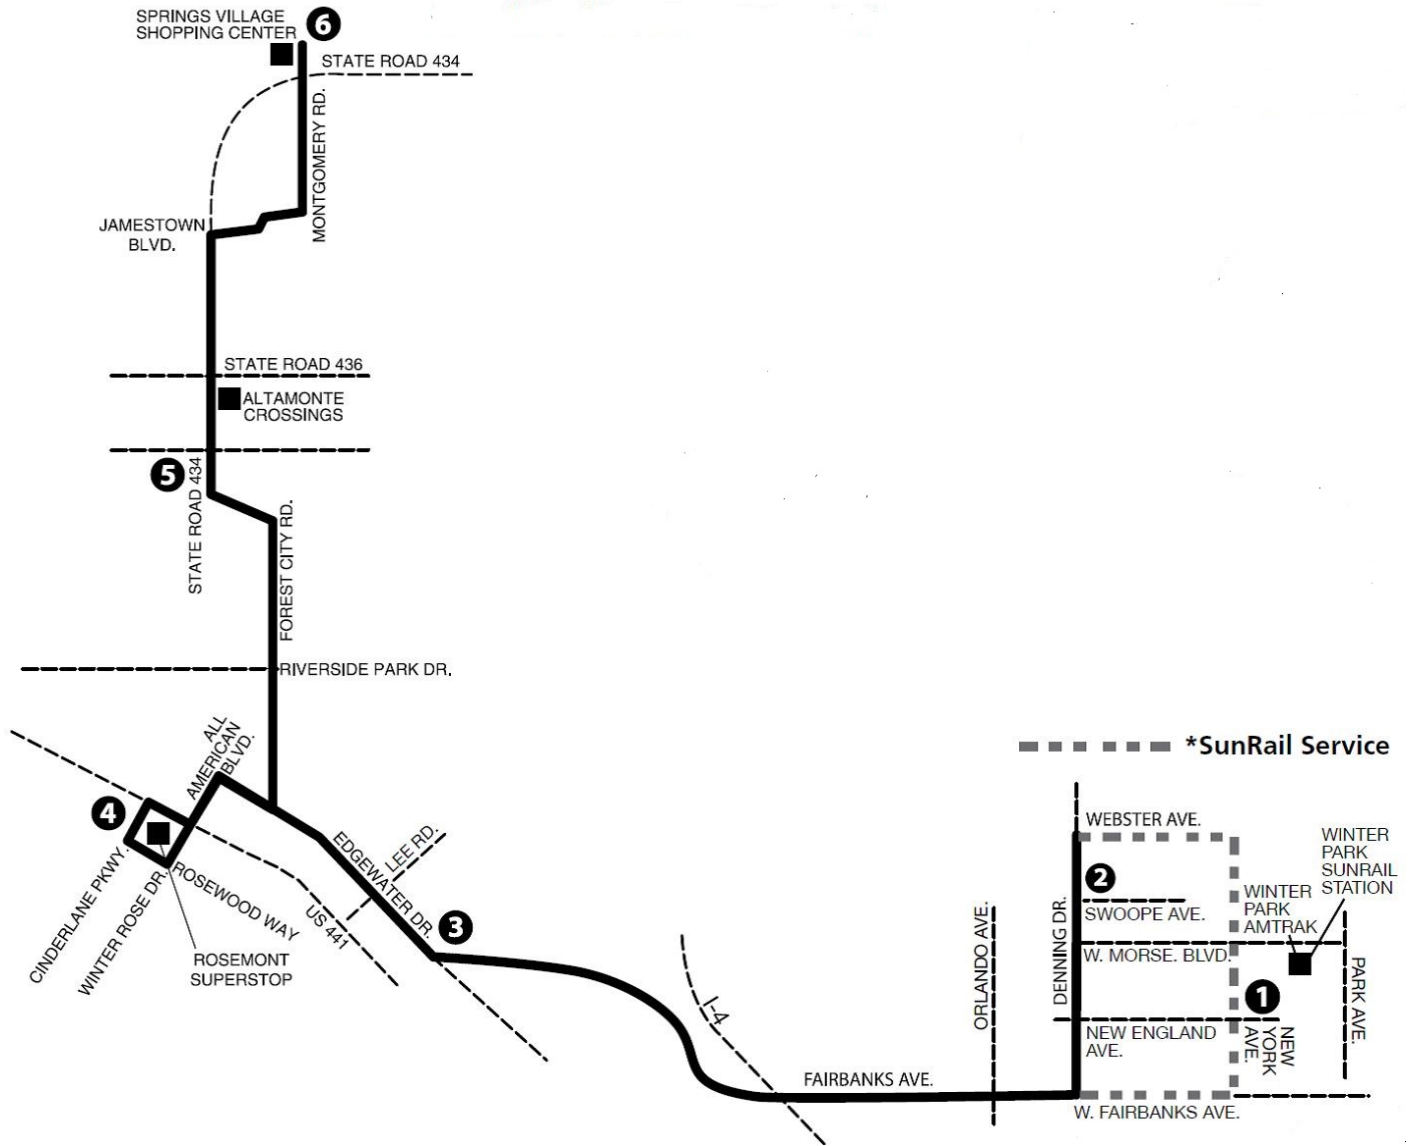 SPRINGS VILLAGE
SHOPPING CENTER
6
STATE ROAD 434
MONTGOMERY RD.
JAMESTOWN
BLVD.
STATE ROAD 436
ALTAMONTE
CROSSINGS
5
STATE ROAD 434
FOREST CITY RD.
RIVERSIDE PARK DR.
ALL
AMERICAN
BLVD.
4
CINDERLANE PKWY.
WINTER ROSE DR.
ROSEWOOD WAY
ROSEMONT
SUPERSTOP
US 441
EDGEWATER DR.
LEE RD.
3
I-4
FAIRBANKS AVE.
ORLANDO AVE.
DENNING DR.
*SunRail Service
WEBSTER AVE.
2
SWOOPE AVE.
W. MORSE. BLVD.
NEW ENGLAND
AVE.
W. FAIRBANKS AVE.
WINTER
PARK
AMTRAK
WINTER
PARK
SUNRAIL
STATION
1
NEW
YORK
AVE.
PARK AVE.